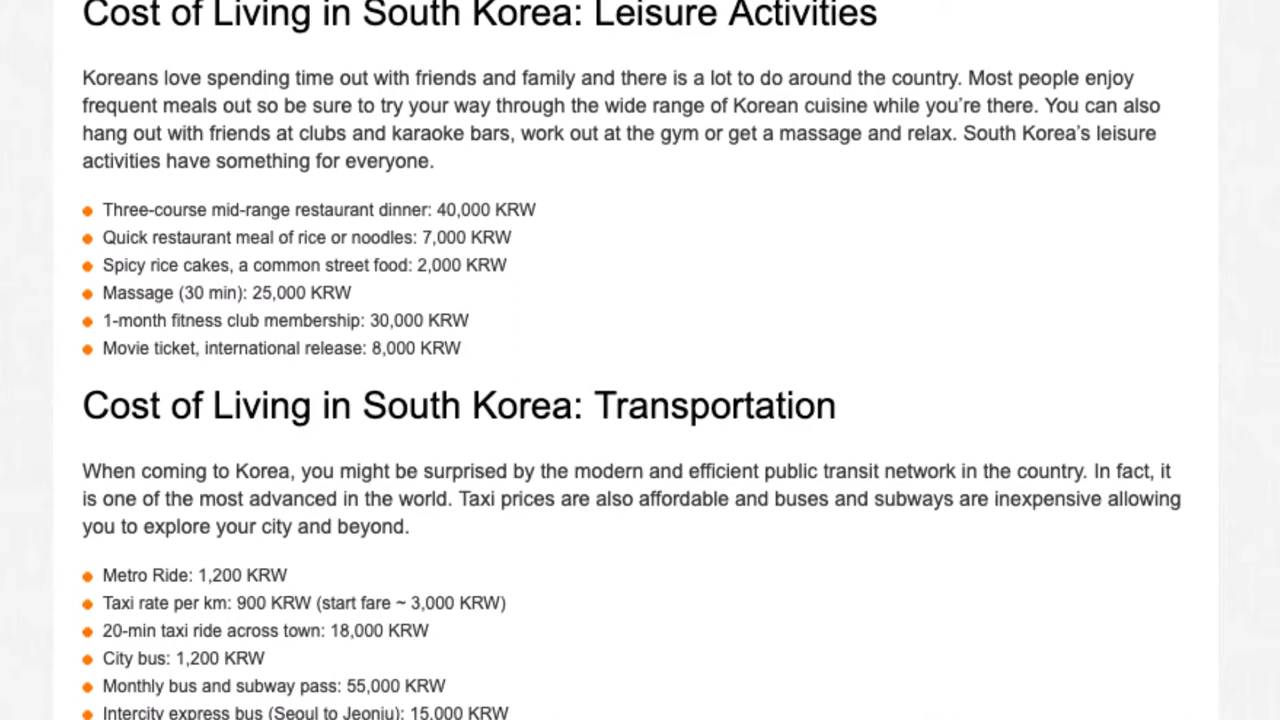 Cost of Living in South Korea: Leisure Activities
Koreans love spending time out with friends and family and there is a lot to do around the country. Most people enjoy
frequent meals out so be sure to try your way through the wide range of Korean cuisine while you're there. You can also
hang out with friends at clubs and karaoke bars, work out at the gym or get a massage and relax. South Korea's leisure
activities have something for everyone.
Three-course mid-range restaurant dinner: 40,000 KRW
Quick restaurant meal of rice or noodles: 7,000 KRW
Spicy rice cakes, a common street food: 2,000 KRW
Massage (30 min): 25,000 KRW
1-month fitness club membership: 30,000 KRW
Movie ticket, international release: 8,000 KRW
Cost of Living in South Korea: Transportation
When coming to Korea, you might be surprised by the modern and efficient public transit network in the country. In fact, it
is one of the most advanced in the world. Taxi prices are also affordable and buses and subways are inexpensive allowing
you to explore your city and beyond.
Metro Ride: 1,200 KRW
Taxi rate per km: 900 KRW (start fare ~ 3,000 KRW)
20-min taxi ride across town: 18,000 KRW
City bus: 1,200 KRW
Monthly bus and subway pass: 55,000 KRW
Intercity express bus (Seoul to Jeonju): 15,000 KRW